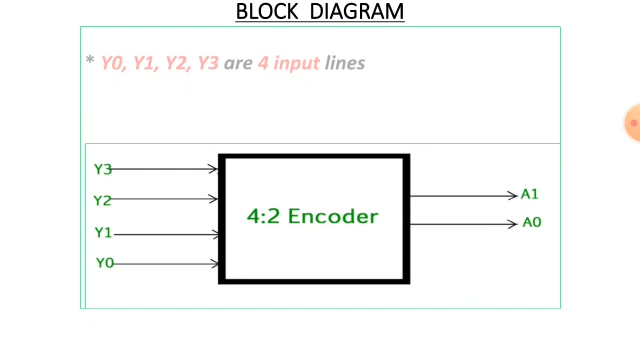 BLOCK DIAGRAM
* Y0, Y1, Y2, Y3 are 4 input lines
Y3
Y2
Y1
Y0
4:2 Encoder
A1
A0